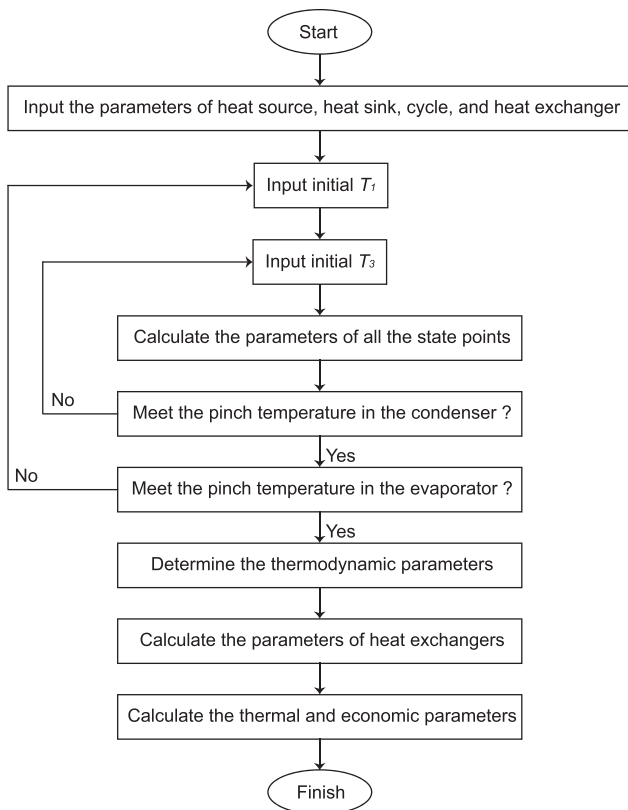 Start
Input the parameters of heat source, heat sink, cycle, and heat exchanger
Input initial T1
Input initial T3
Calculate the parameters of all the state points
No
Meet the pinch temperature in the condenser ?
Yes
No
Meet the pinch temperature in the evaporator ?
Yes
Determine the thermodynamic parameters
Calculate the parameters of heat exchangers
Calculate the thermal and economic parameters
Finish